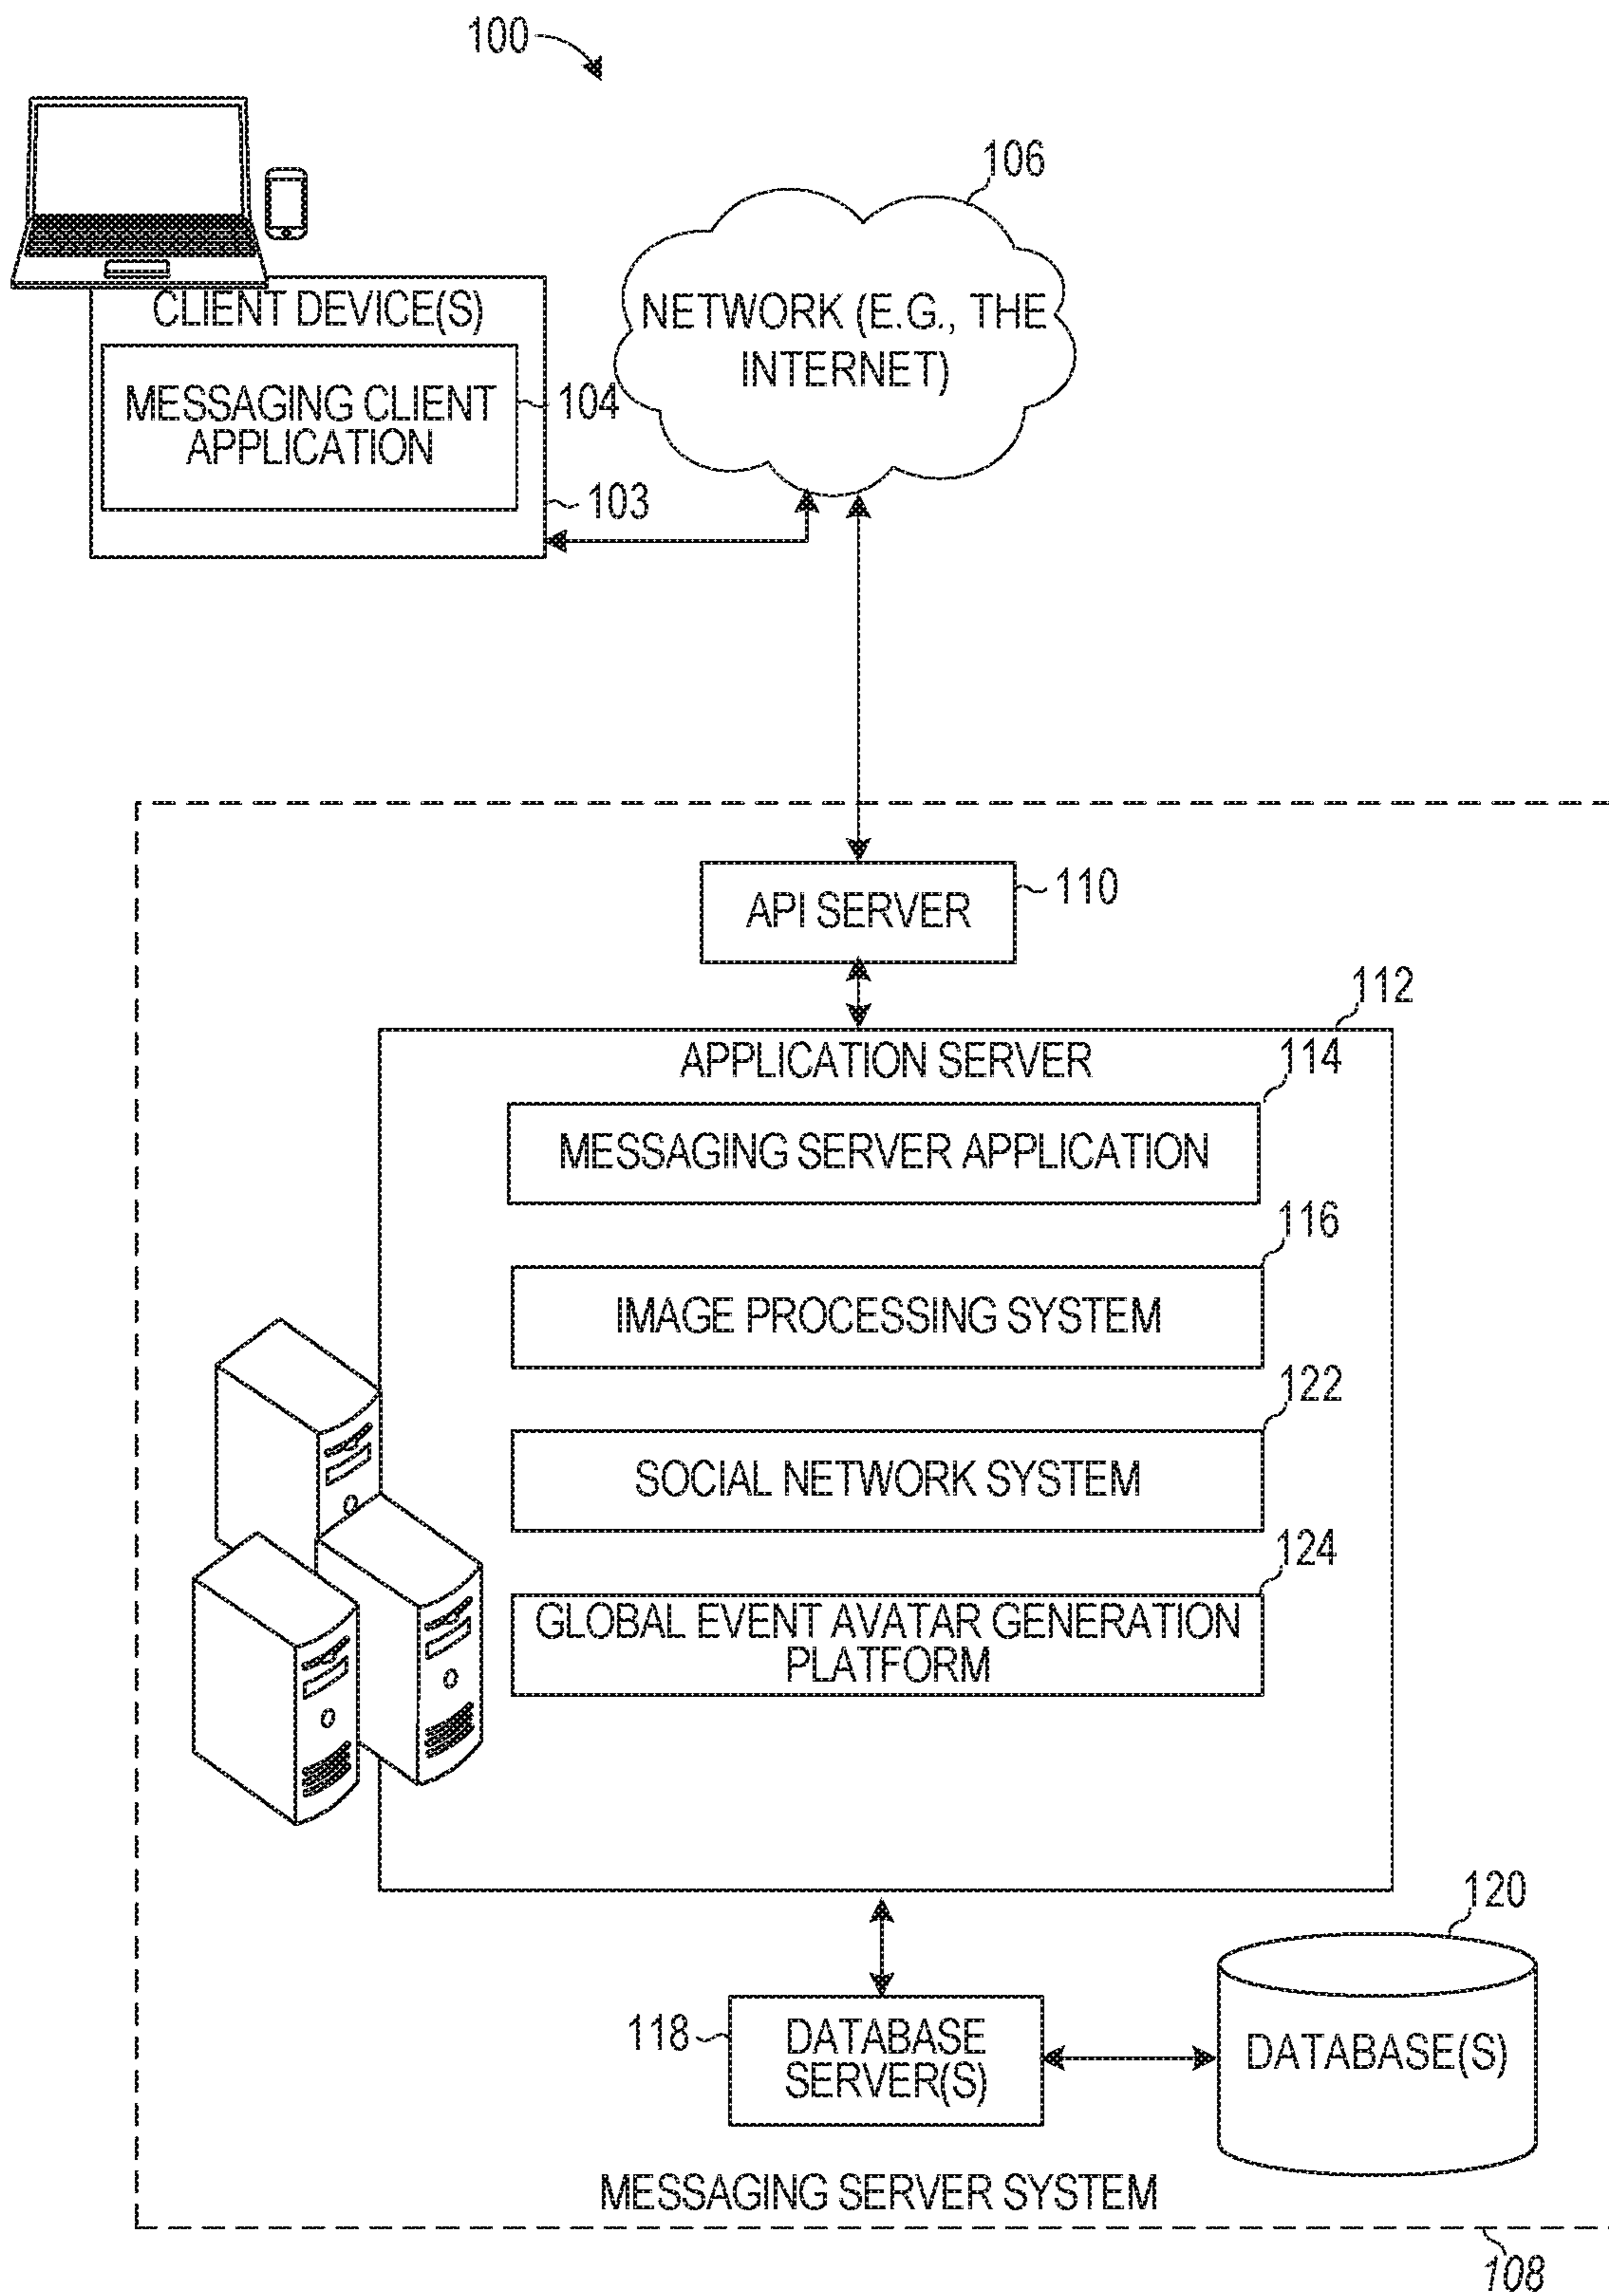 100
106
CLIENT DEVICE(S)
NETWORK (E.G., THE
INTERNET)
MESSAGING CLIENT
APPLICATION
104
103
API SERVER
110
112
APPLICATION SERVER
114
MESSAGING SERVER APPLICATION
116
IMAGE PROCESSING SYSTEM
122
SOCIAL NETWORK SYSTEM
124
GLOBAL EVENT AVATAR GENERATION
PLATFORM
120
118
DATABASE
SERVER(S)
DATABASE(S)
MESSAGING SERVER SYSTEM
108